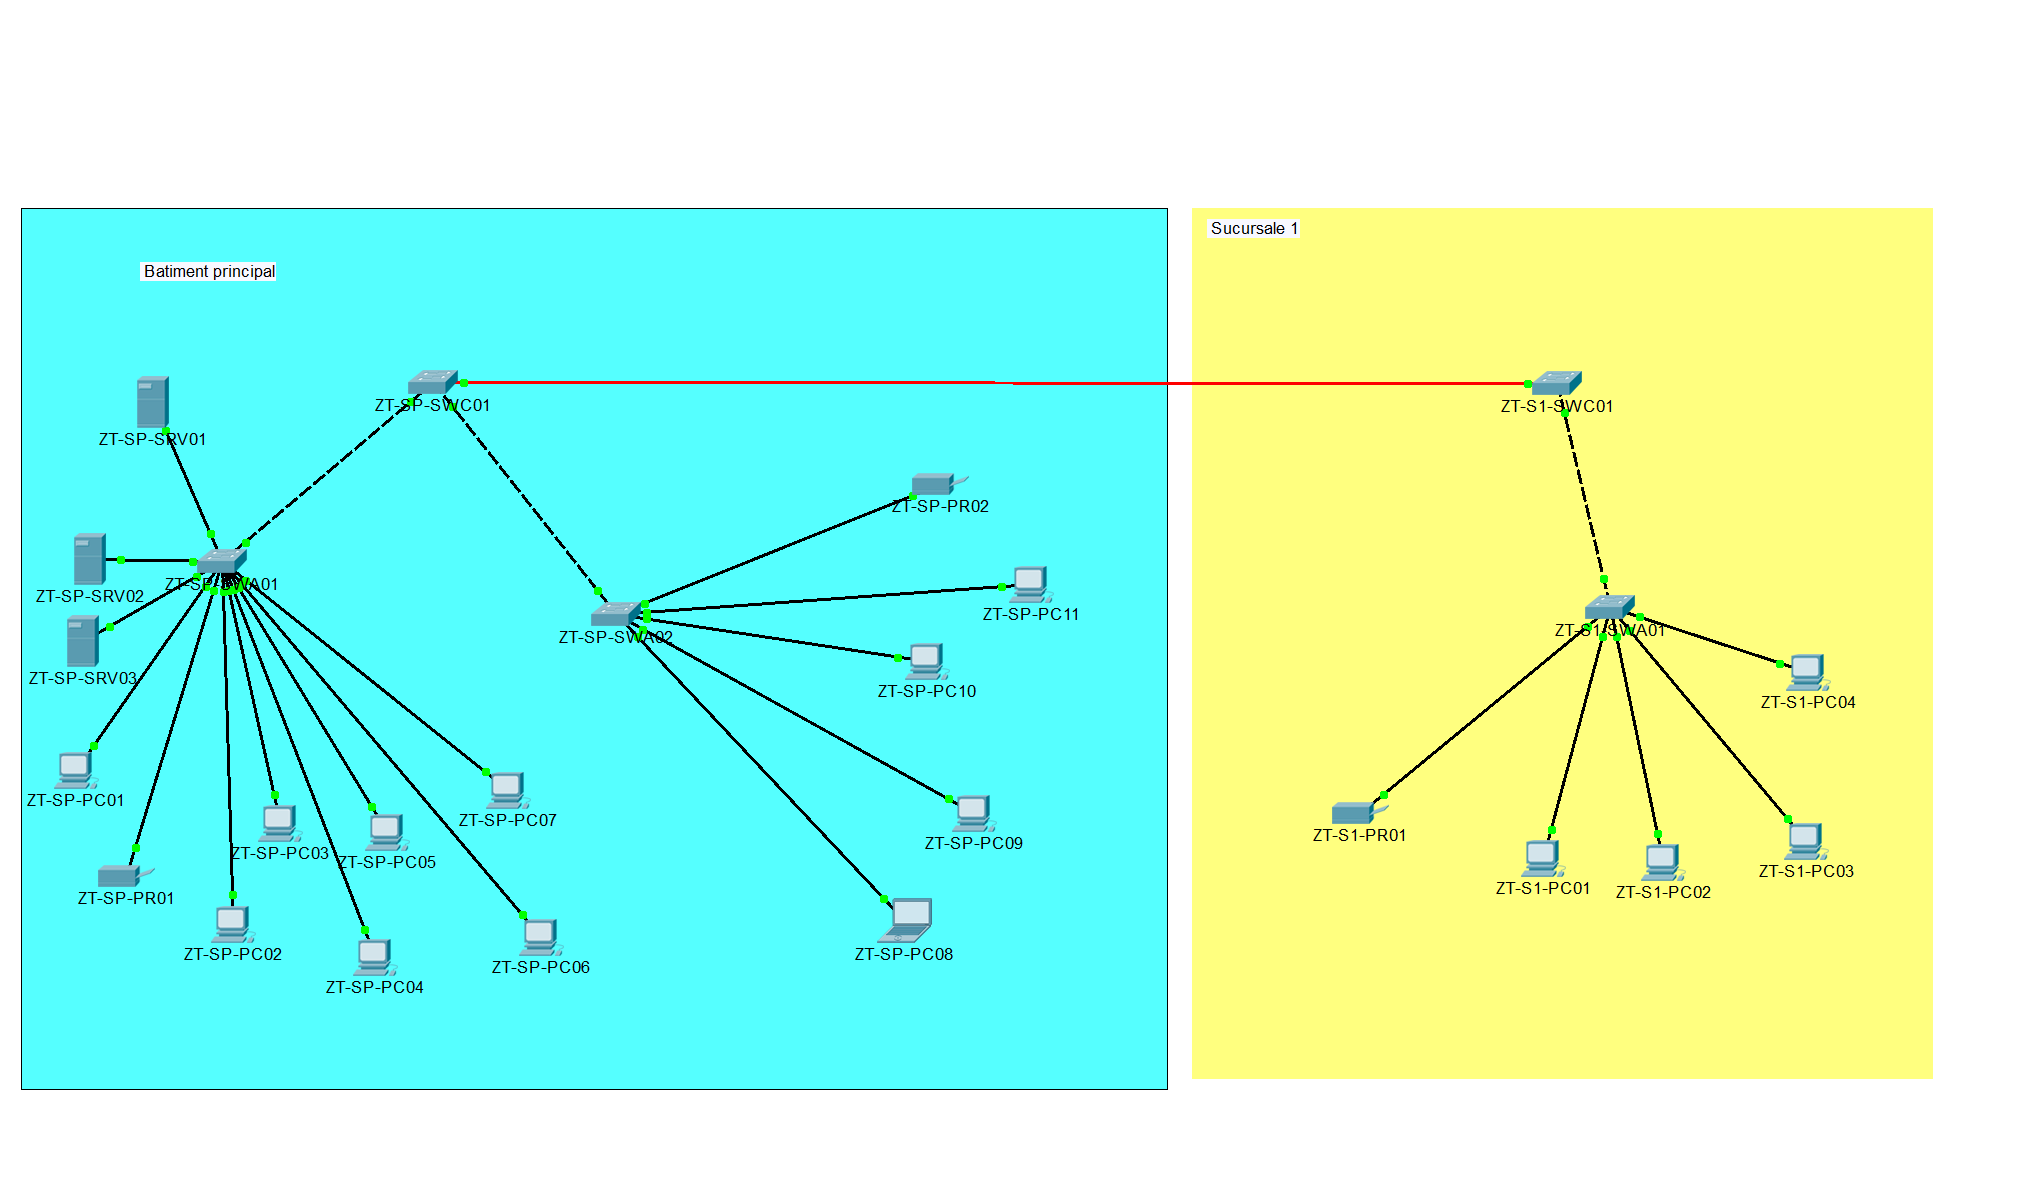 Sucursale 1
Batiment principal
ZT-SP-SWC01
ZT-S1-SWC01
ZT-SP-SRV01
ZT-SP-PR02
ZT-SP-SWA01
ZT-SP-SRV02
ZT-SP-PC11
ZT-SP-SWA02
ZT-S1-SWA01
ZT-SP-SRV03
ZT-SP-PC10
ZT-S1-PC04
ZT-SP-PC01
ZT-SP-PC07
ZT-S1-PR01
ZT-SP-PC09
ZT-SP-PC03
ZT-SP-PC05
ZT-S1-PC03
ZT-S1-PC01
ZT-S1-PC02
ZT-SP-PR01
ZT-SP-PC02
ZT-SP-PC08
ZT-SP-PC06
ZT-SP-PC04